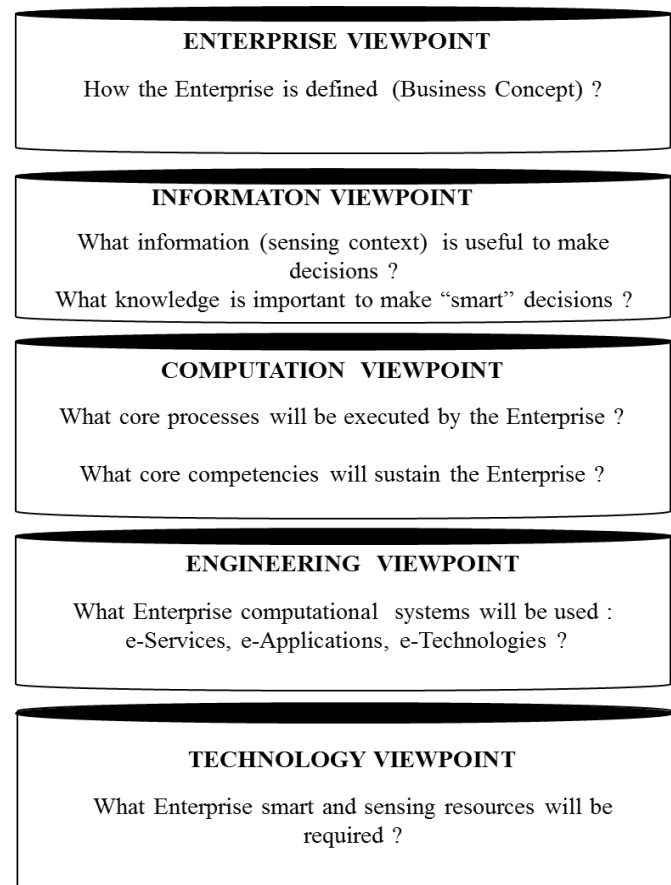 ENTERPRISE VIEWPOINT
How the Enterprise is defined (Business Concept) ?
INFORMATON VIEWPOINT
What information (sensing context) is useful to make
decisions ?
What knowledge is important to make “smart” decisions ?
COMPUTATION VIEWPOINT
What core processes will be executed by the Enterprise ?
What core competencies will sustain the Enterprise ?
ENGINEERING VIEWPOINT
What Enterprise computational systems will be used :
e-Services, e-Applications, e-Technologies ?
TECHNOLOGY VIEWPOINT
What Enterprise smart and sensing resources will be
required ?